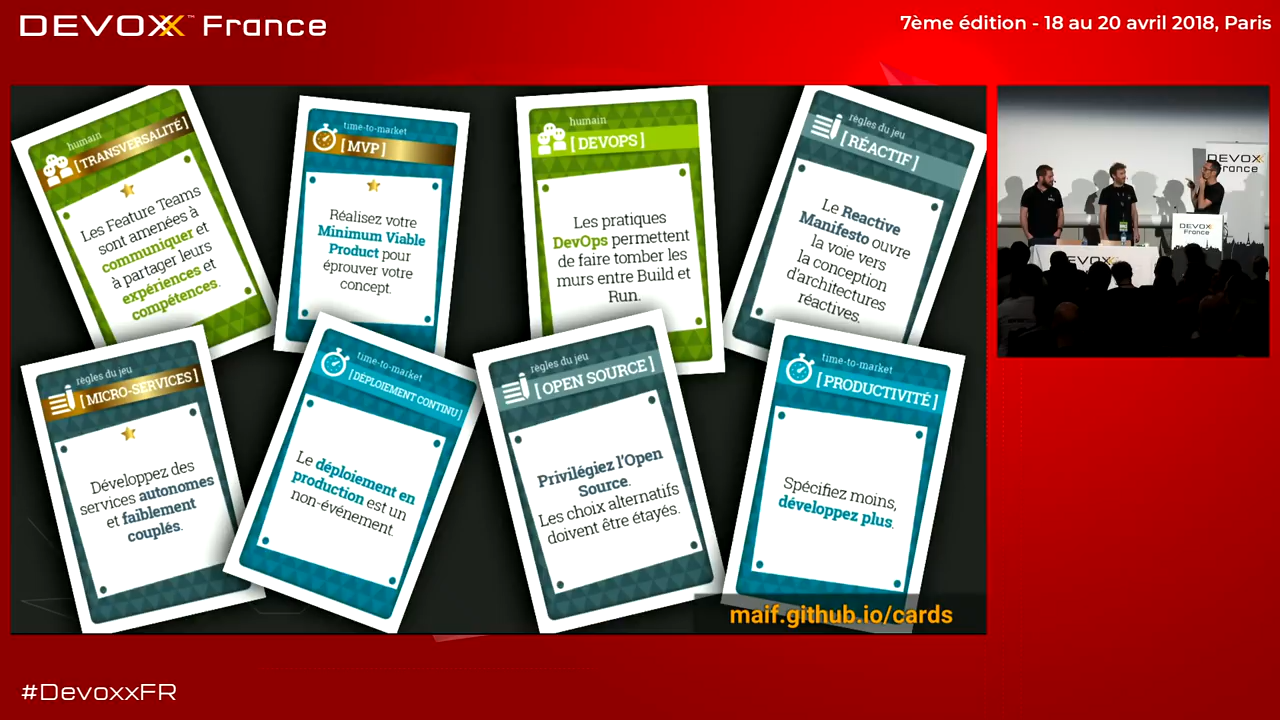 DEVOXX™ France
7ème édition - 18 au 20 avril 2018, Paris
humain
[ TRANSVERSALITÉ ]
Les Feature Teams
sont amenées à
communiquer et
à partager leurs
expériences et
compétences.
time-to-market
[ MVP ]
Réalisez votre
Minimum Viable
Product pour
éprouver votre
concept.
humain
[ DEVOPS ]
Les pratiques
DevOps permettent
de faire tomber les
murs entre Build et
Run.
règles du jeu
[ RÉACTIF ]
Le Reactive
Manifesto ouvre
la voie vers
la conception
d'architectures
réactives.
DEVOXX
France
DEVOXX
France
DEVOXX
règles du jeu
[ MICRO-SERVICES ]
Développez des
services autonomes
et faiblement
couplés.
time-to-market
[ DÉPLOIEMENT CONTINU ]
Le déploiement en
production est un
non-événement.
règles du jeu
[ OPEN SOURCE ]
Privilégiez l'Open
Source.
Les choix alternatifs
doivent être étayés.
time-to-market
[ PRODUCTIVITÉ ]
Spécifiez moins,
développez plus.
maif.github.io/cards
#DevoxxFR